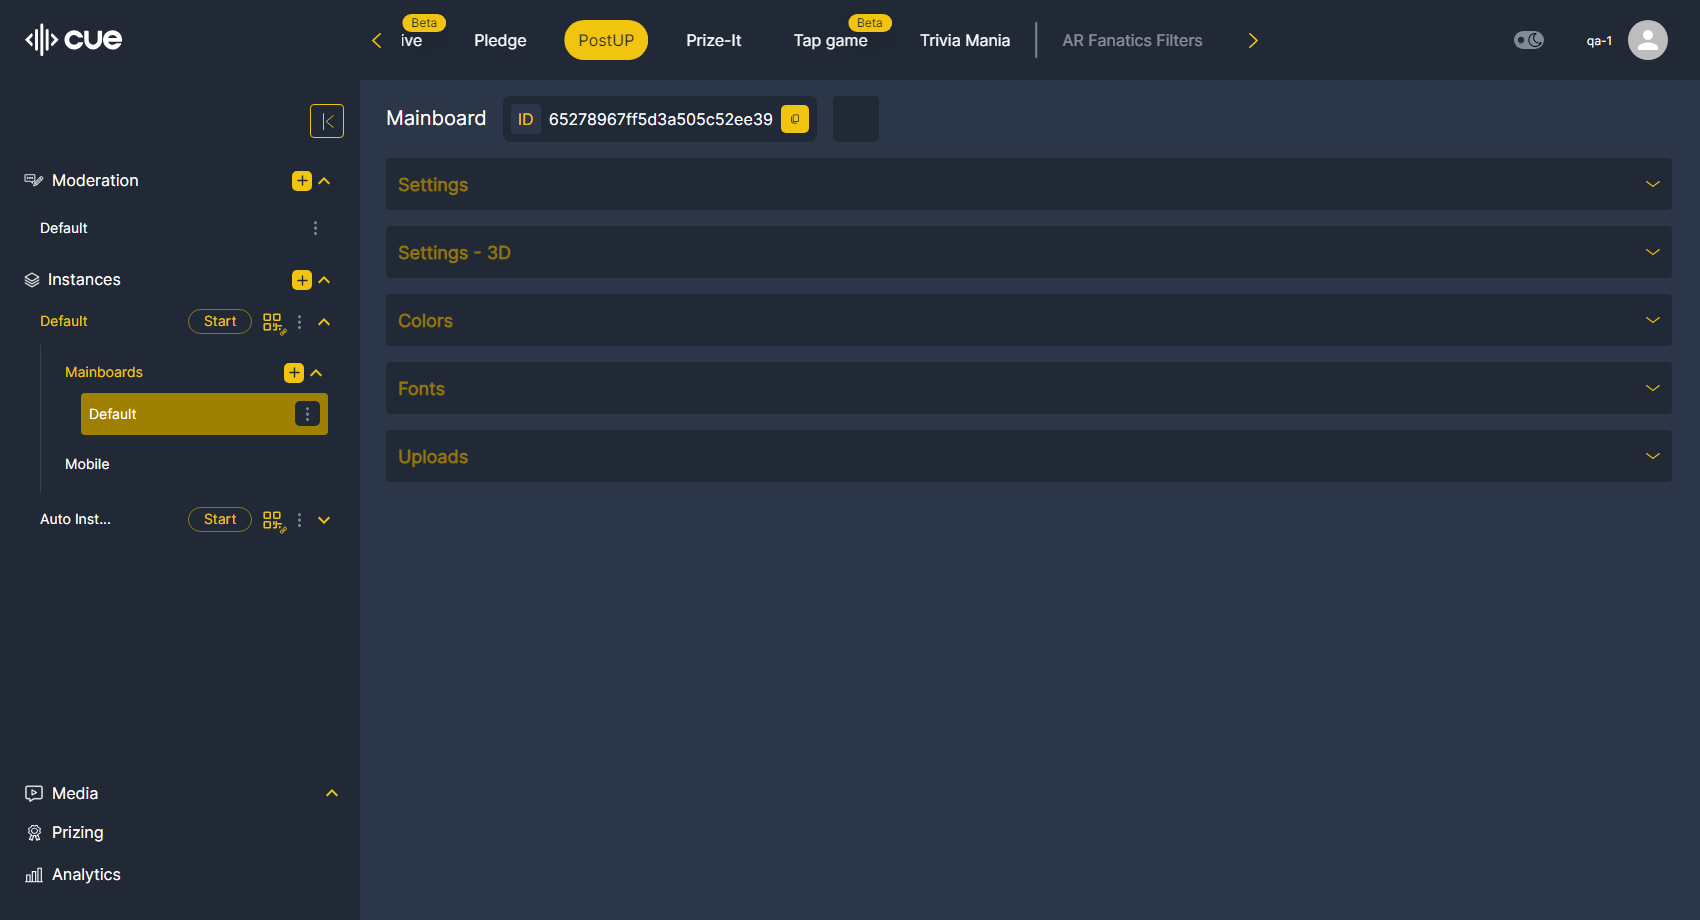 cue
Beta
Beta
ive
Pledge
PostUP
Prize-It
Tap game
Trivia Mania
AR Fanatics Filters
qa-1
Mainboard
ID
65278967ff5d3a505c52ee39
Moderation
Default
Instances
Default
Start
Mainboards
Default
Mobile
Auto Inst...
Start
Media
Prizing
Analytics
Settings
Settings - 3D
Colors
Fonts
Uploads